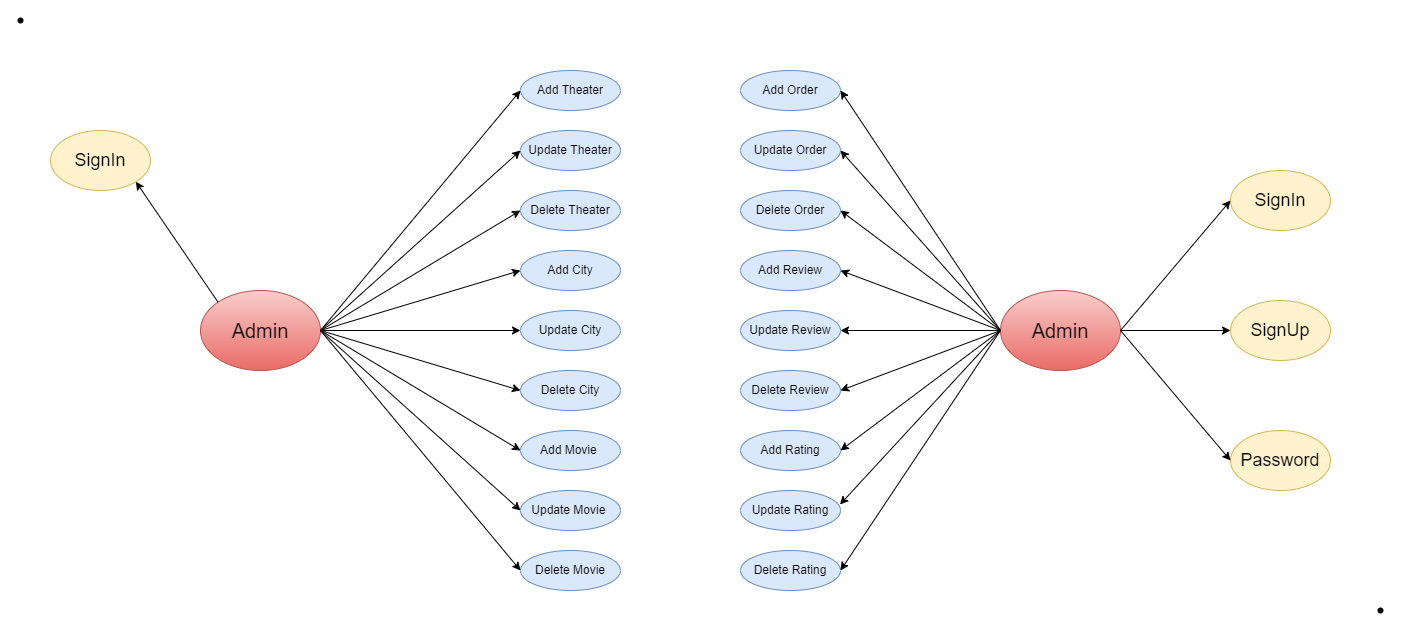 SignIn
Admin
Add Theater
Update Theater
Delete Theater
Add City
Update City
Delete City
Add Movie
Update Movie
Delete Movie
Add Order
Update Order
Delete Order
Add Review
Update Review
Delete Review
Add Rating
Update Rating
Delete Rating
Admin
SignIn
SignUp
Password